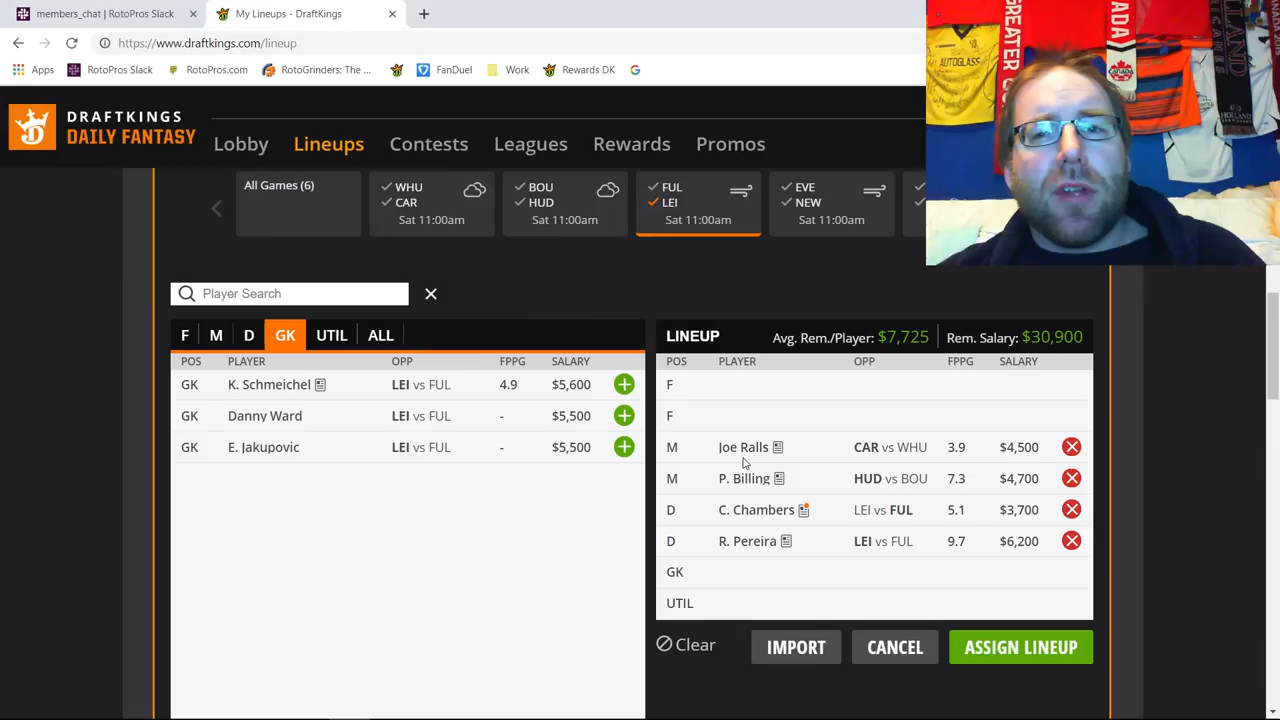 members_chat | RotoPros Slack
My Lineups - DraftKings
https://www.draftkings.com/lineup
Apps
RotoPros Slack
RotoPros.com
RotoGrinders: The ...
FanDuel
Work
Rewards DK
DRAFTKINGS
DAILY FANTASY
Lobby
Lineups
Contests
Leagues
Rewards
Promos
All Games (6)
WHU
CAR
Sat 11:00am
BOU
HUD
Sat 11:00am
FUL
LEI
Sat 11:00am
EVE
NEW
Sat 11:00am
Player Search
F M D GK UTIL ALL
POS PLAYER OPP FPPG SALARY
GK K. Schmeichel LEI vs FUL 4.9 $5,600
GK Danny Ward LEI vs FUL - $5,500
GK E. Jakupovic LEI vs FUL - $5,500
LINEUP Avg. Rem./Player: $7,725 Rem. Salary: $30,900
POS PLAYER OPP FPPG SALARY
F
F
M Joe Ralls CAR vs WHU 3.9 $4,500
M P. Billing HUD vs BOU 7.3 $4,700
D C. Chambers LEI vs FUL 5.1 $3,700
D R. Pereira LEI vs FUL 9.7 $6,200
GK
UTIL
Clear
IMPORT
CANCEL
ASSIGN LINEUP
GREATER
AUTOGLASS
HOLLAND